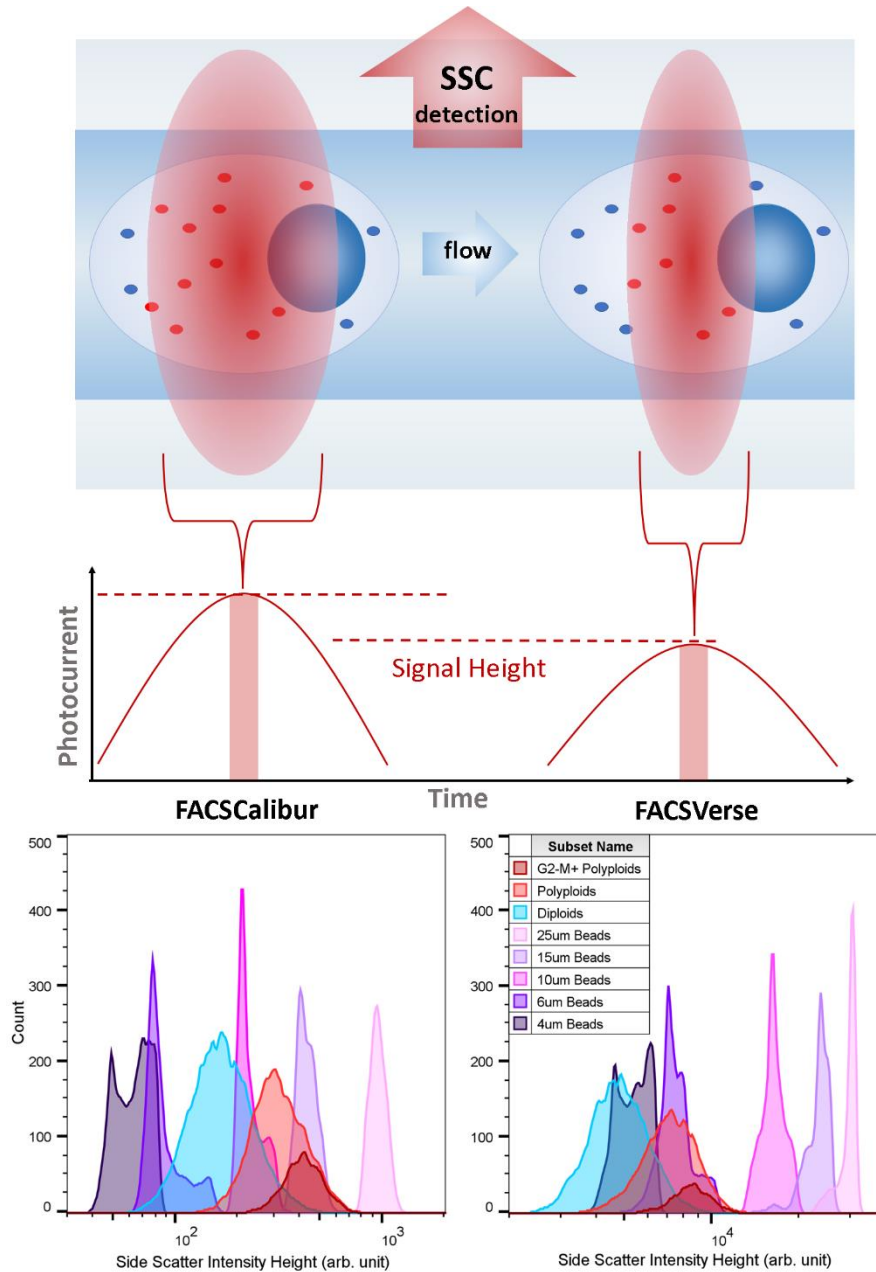 SSC
detection
flow
Photocurrent
Signal Height
Time
FACSCalibur
FACSVerse
500
400
300
200
100
0
Count
10²
10³
Side Scatter Intensity Height (arb. unit)
500
400
300
200
100
0
Subset Name
G2-M+ Polyploids
Polyploids
Diploids
25um Beads
15um Beads
10um Beads
6um Beads
4um Beads
10⁴
Side Scatter Intensity Height (arb. unit)